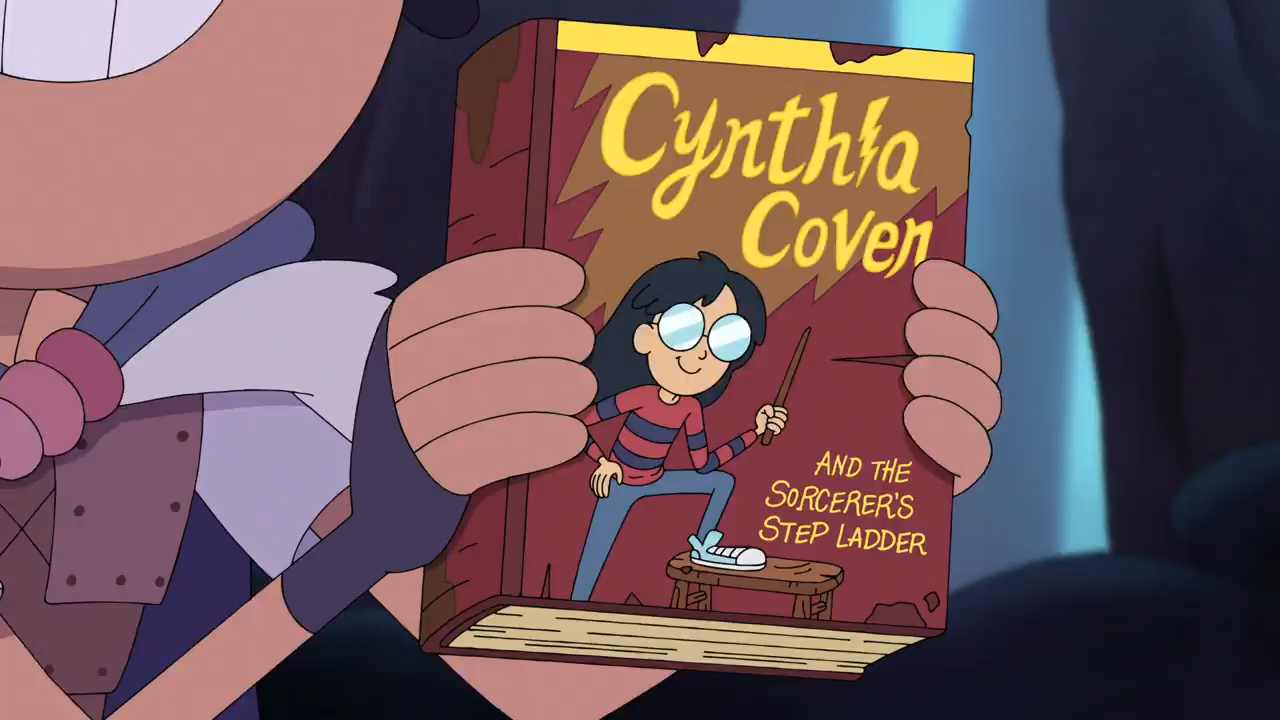 Cynthia
Coven
AND THE
SORCERER'S
STEP LADDER